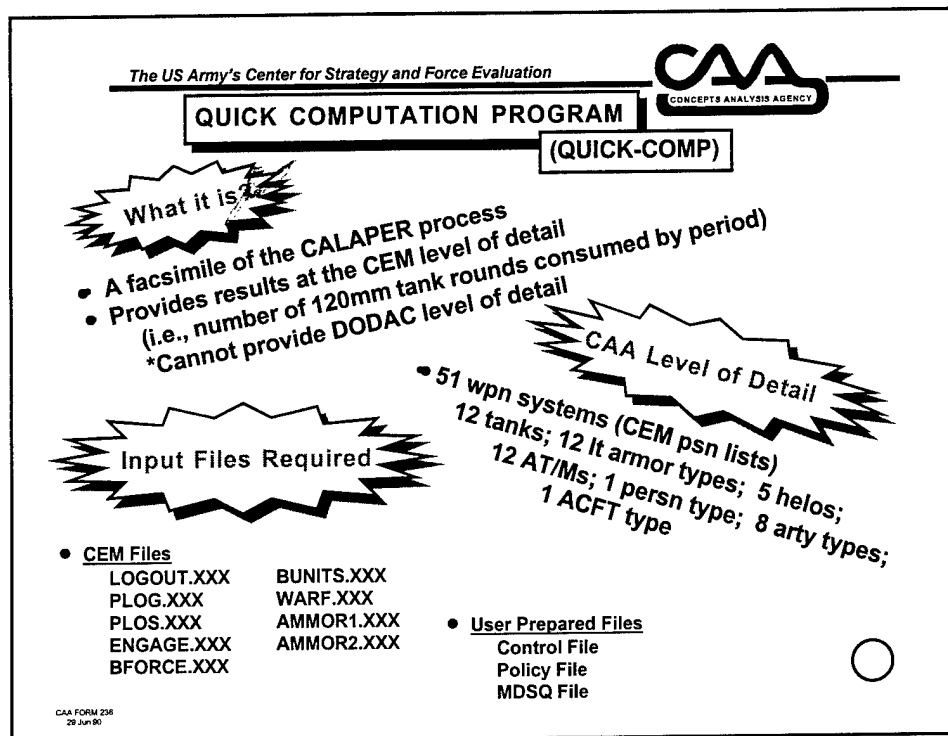 The US Army's Center for Strategy and Force Evaluation
CAA
CONCEPTS ANALYSIS AGENCY
QUICK COMPUTATION PROGRAM
(QUICK-COMP)
What it is?
• A facsimile of the CALAPER process
• Provides results at the CEM level of detail
(i.e., number of 120mm tank rounds consumed by period)
*Cannot provide DODAC level of detail
CAA Level of Detail
• 51 wpn systems (CEM psn lists)
12 tanks; 12 lt armor types; 5 helos;
12 AT/Ms; 1 persn type; 8 arty types;
1 ACFT type
Input Files Required
• CEM Files
LOGOUT.XXX BUNITS.XXX
PLOG.XXX WARF.XXX
PLOS.XXX AMMOR1.XXX
ENGAGE.XXX AMMOR2.XXX
BFORCE.XXX
• User Prepared Files
Control File
Policy File
MDSQ File
CAA FORM 236
29 Jun 90